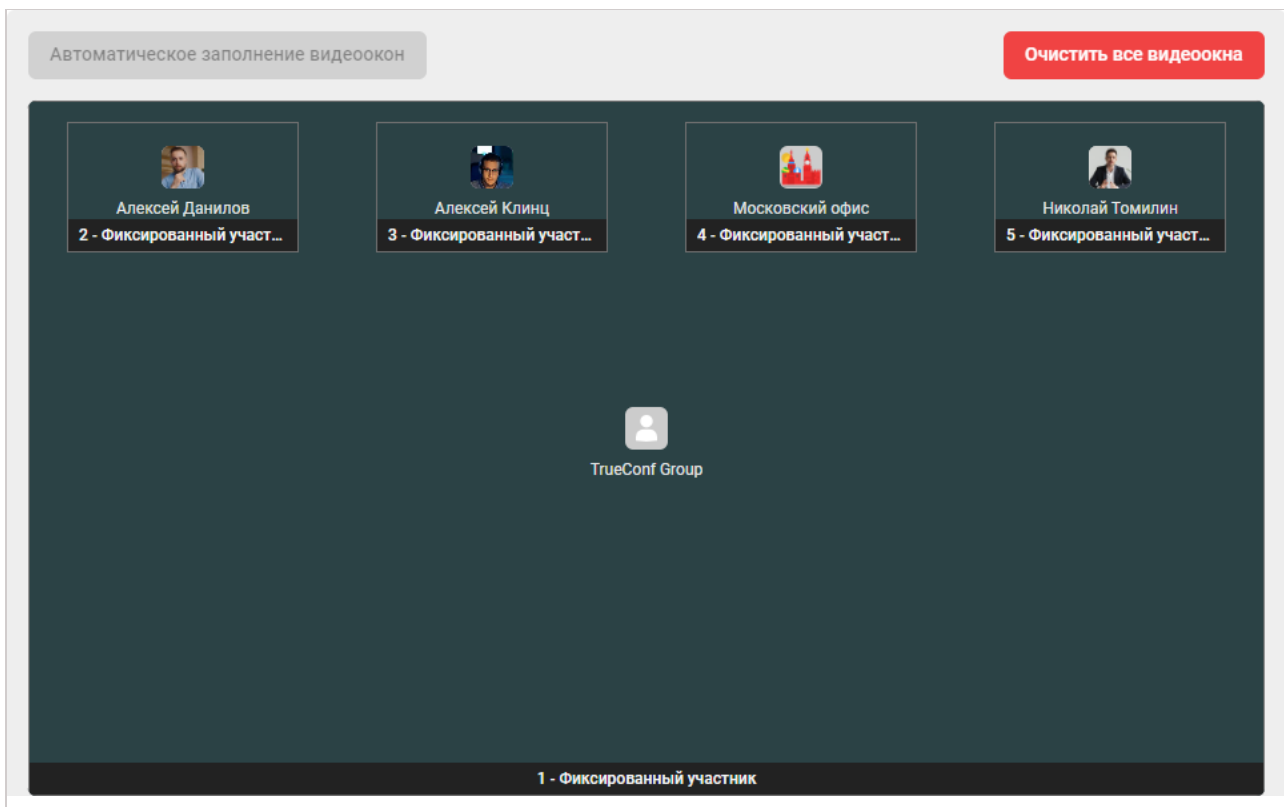 Автоматическое заполнение видеоокон
Очистить все видеоокна
Алексей Данилов
2 - Фиксированный участ...
Алексей Клинц
3 - Фиксированный участ...
Московский офис
4 - Фиксированный участ...
Николай Томилин
5 - Фиксированный участ...
TrueConf Group
1 - Фиксированный участник